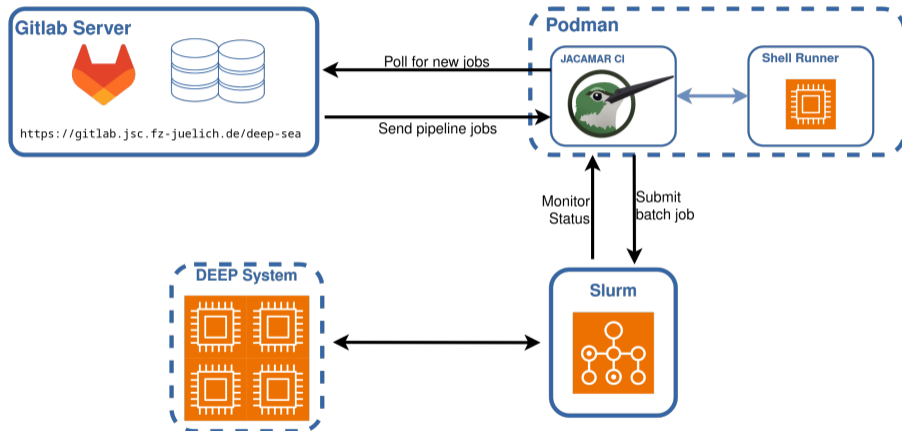 Gitlab Server
https://gitlab.jsc.fz-juelich.de/deep-sea
Poll for new jobs
Send pipeline jobs
Podman
JACAMAR CI
Shell Runner
Monitor
Status
Submit
batch job
DEEP System
Slurm